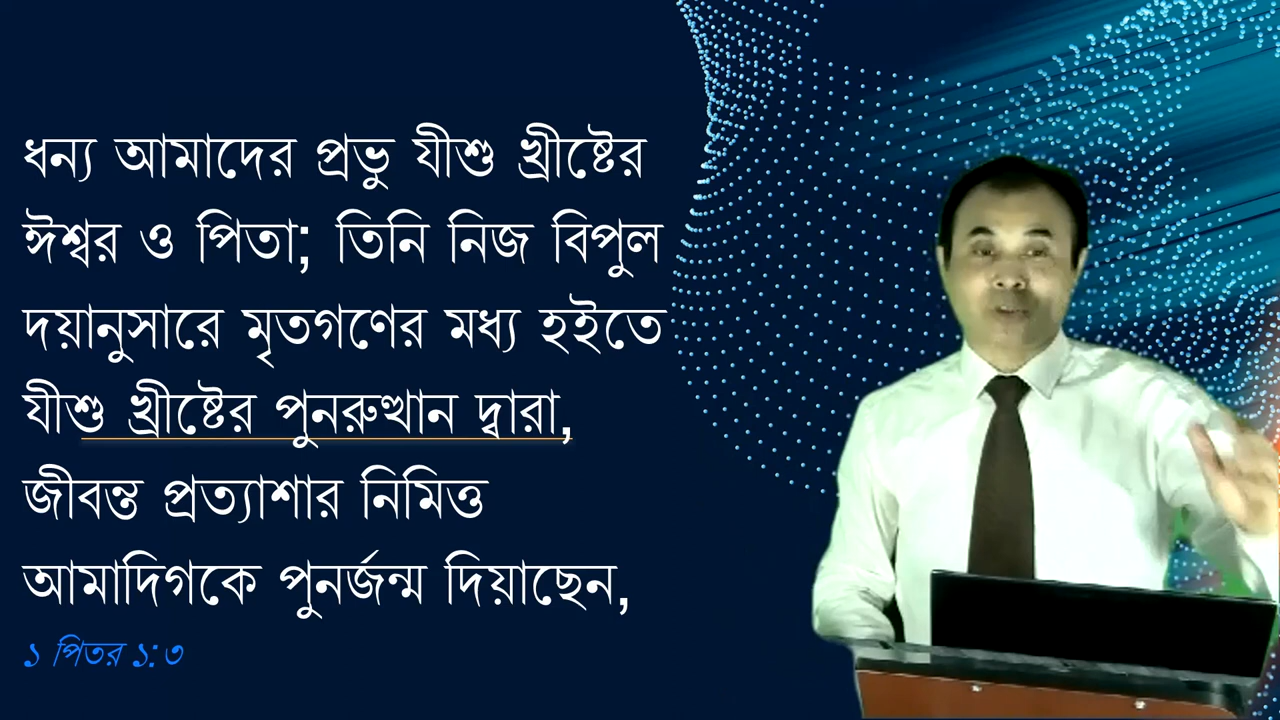 ধন্য আমাদের প্রভু যীশু খ্রীষ্টের
ঈশ্বর ও পিতা; তিনি নিজ বিপুল
দয়ানুসারে মৃতগণের মধ্য হইতে
যীশু খ্রীষ্টের পুনরুত্থান দ্বারা,
জীবন্ত প্রত্যাশার নিমিত্ত
আমাদিগকে পুনর্জন্ম দিয়াছেন,
১ পিতর ১:৩